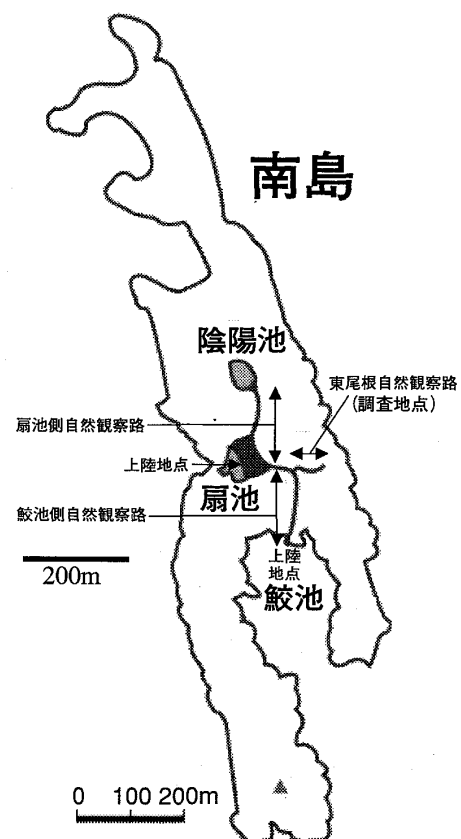 南島
陰陽池
東尾根自然観察路
(調査地点)
扇池側自然観察路
上陸地点
扇池
鮫池側自然観察路
200m
上陸
地点
鮫池
0 100 200m